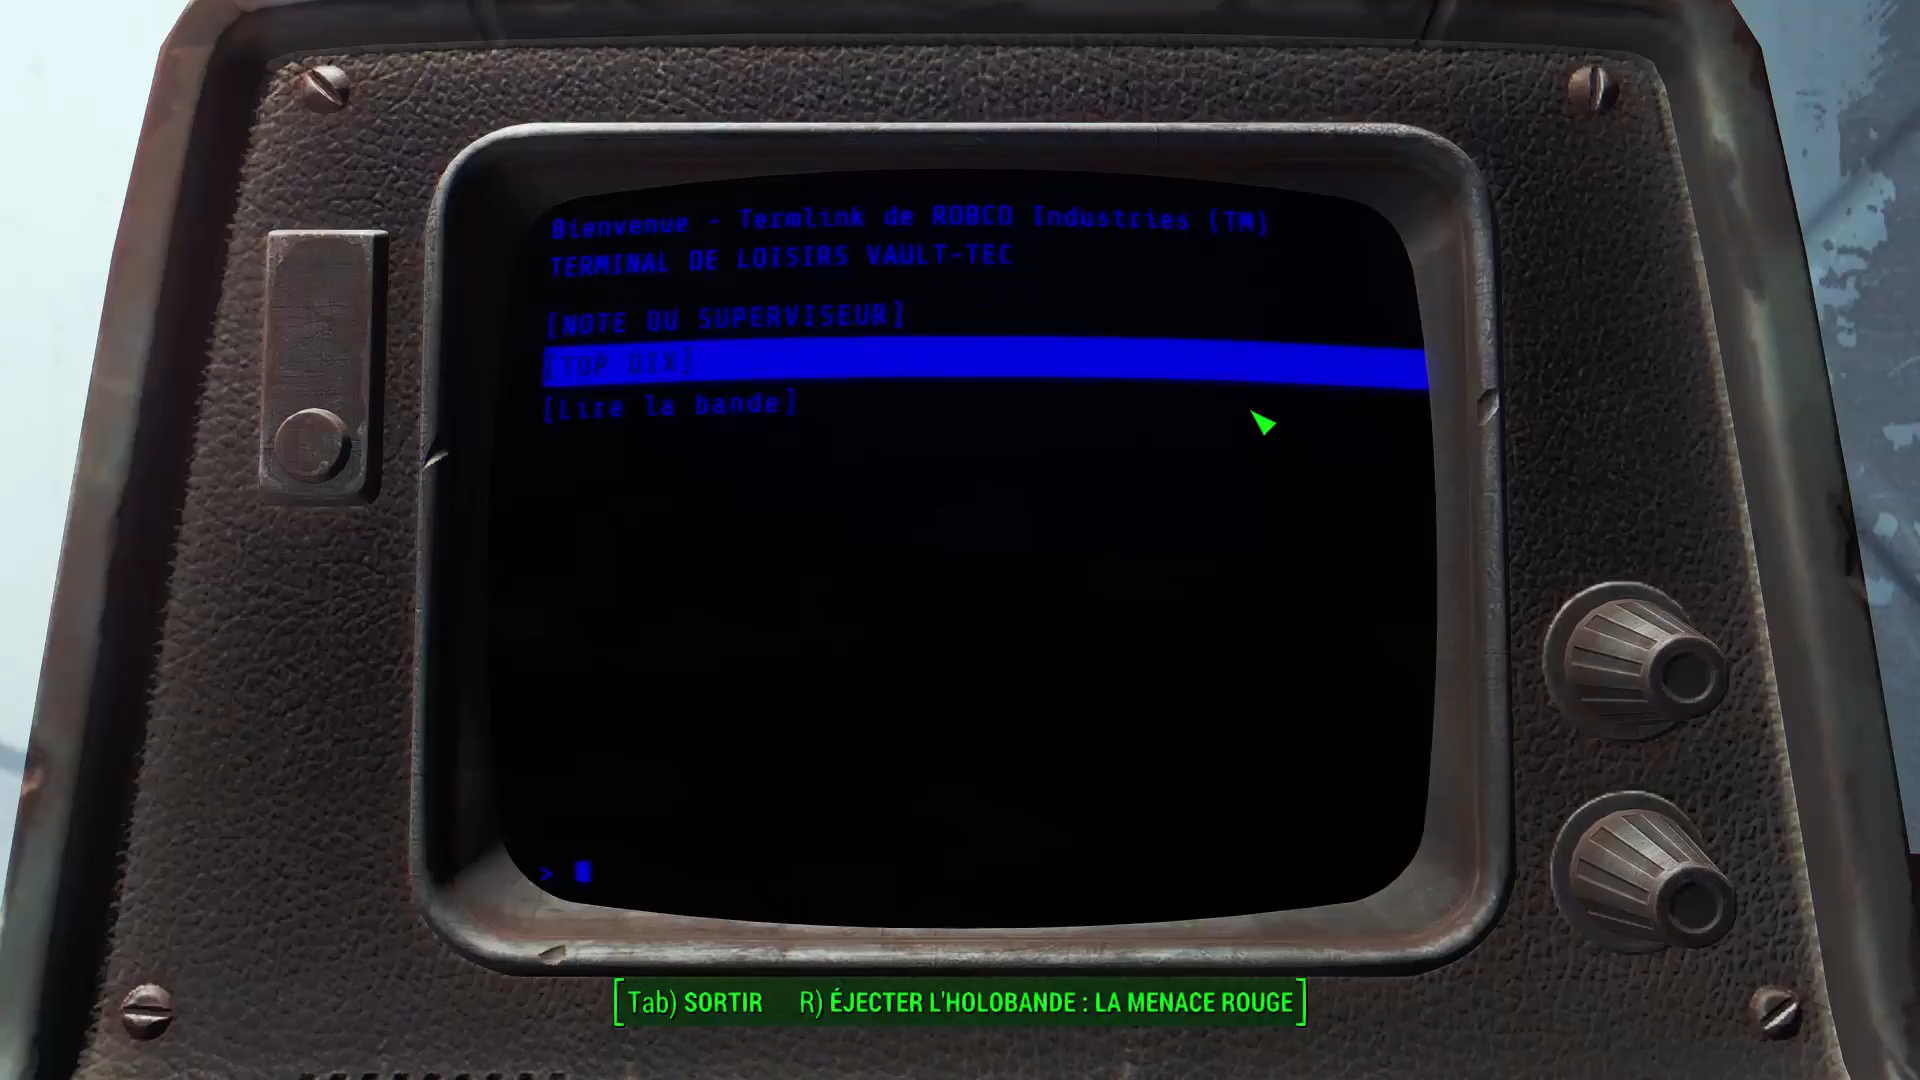 Bienvenue - Termlink de ROBCO Industries (TM)
TERMINAL DE LOISIRS VAULT-TEC
[NOTE DU SUPERVISEUR]
[TOP DIX]
[Lire la bande]
>
Tab) SORTIR R) ÉJECTER L'HOLOBANDE : LA MENACE ROUGE